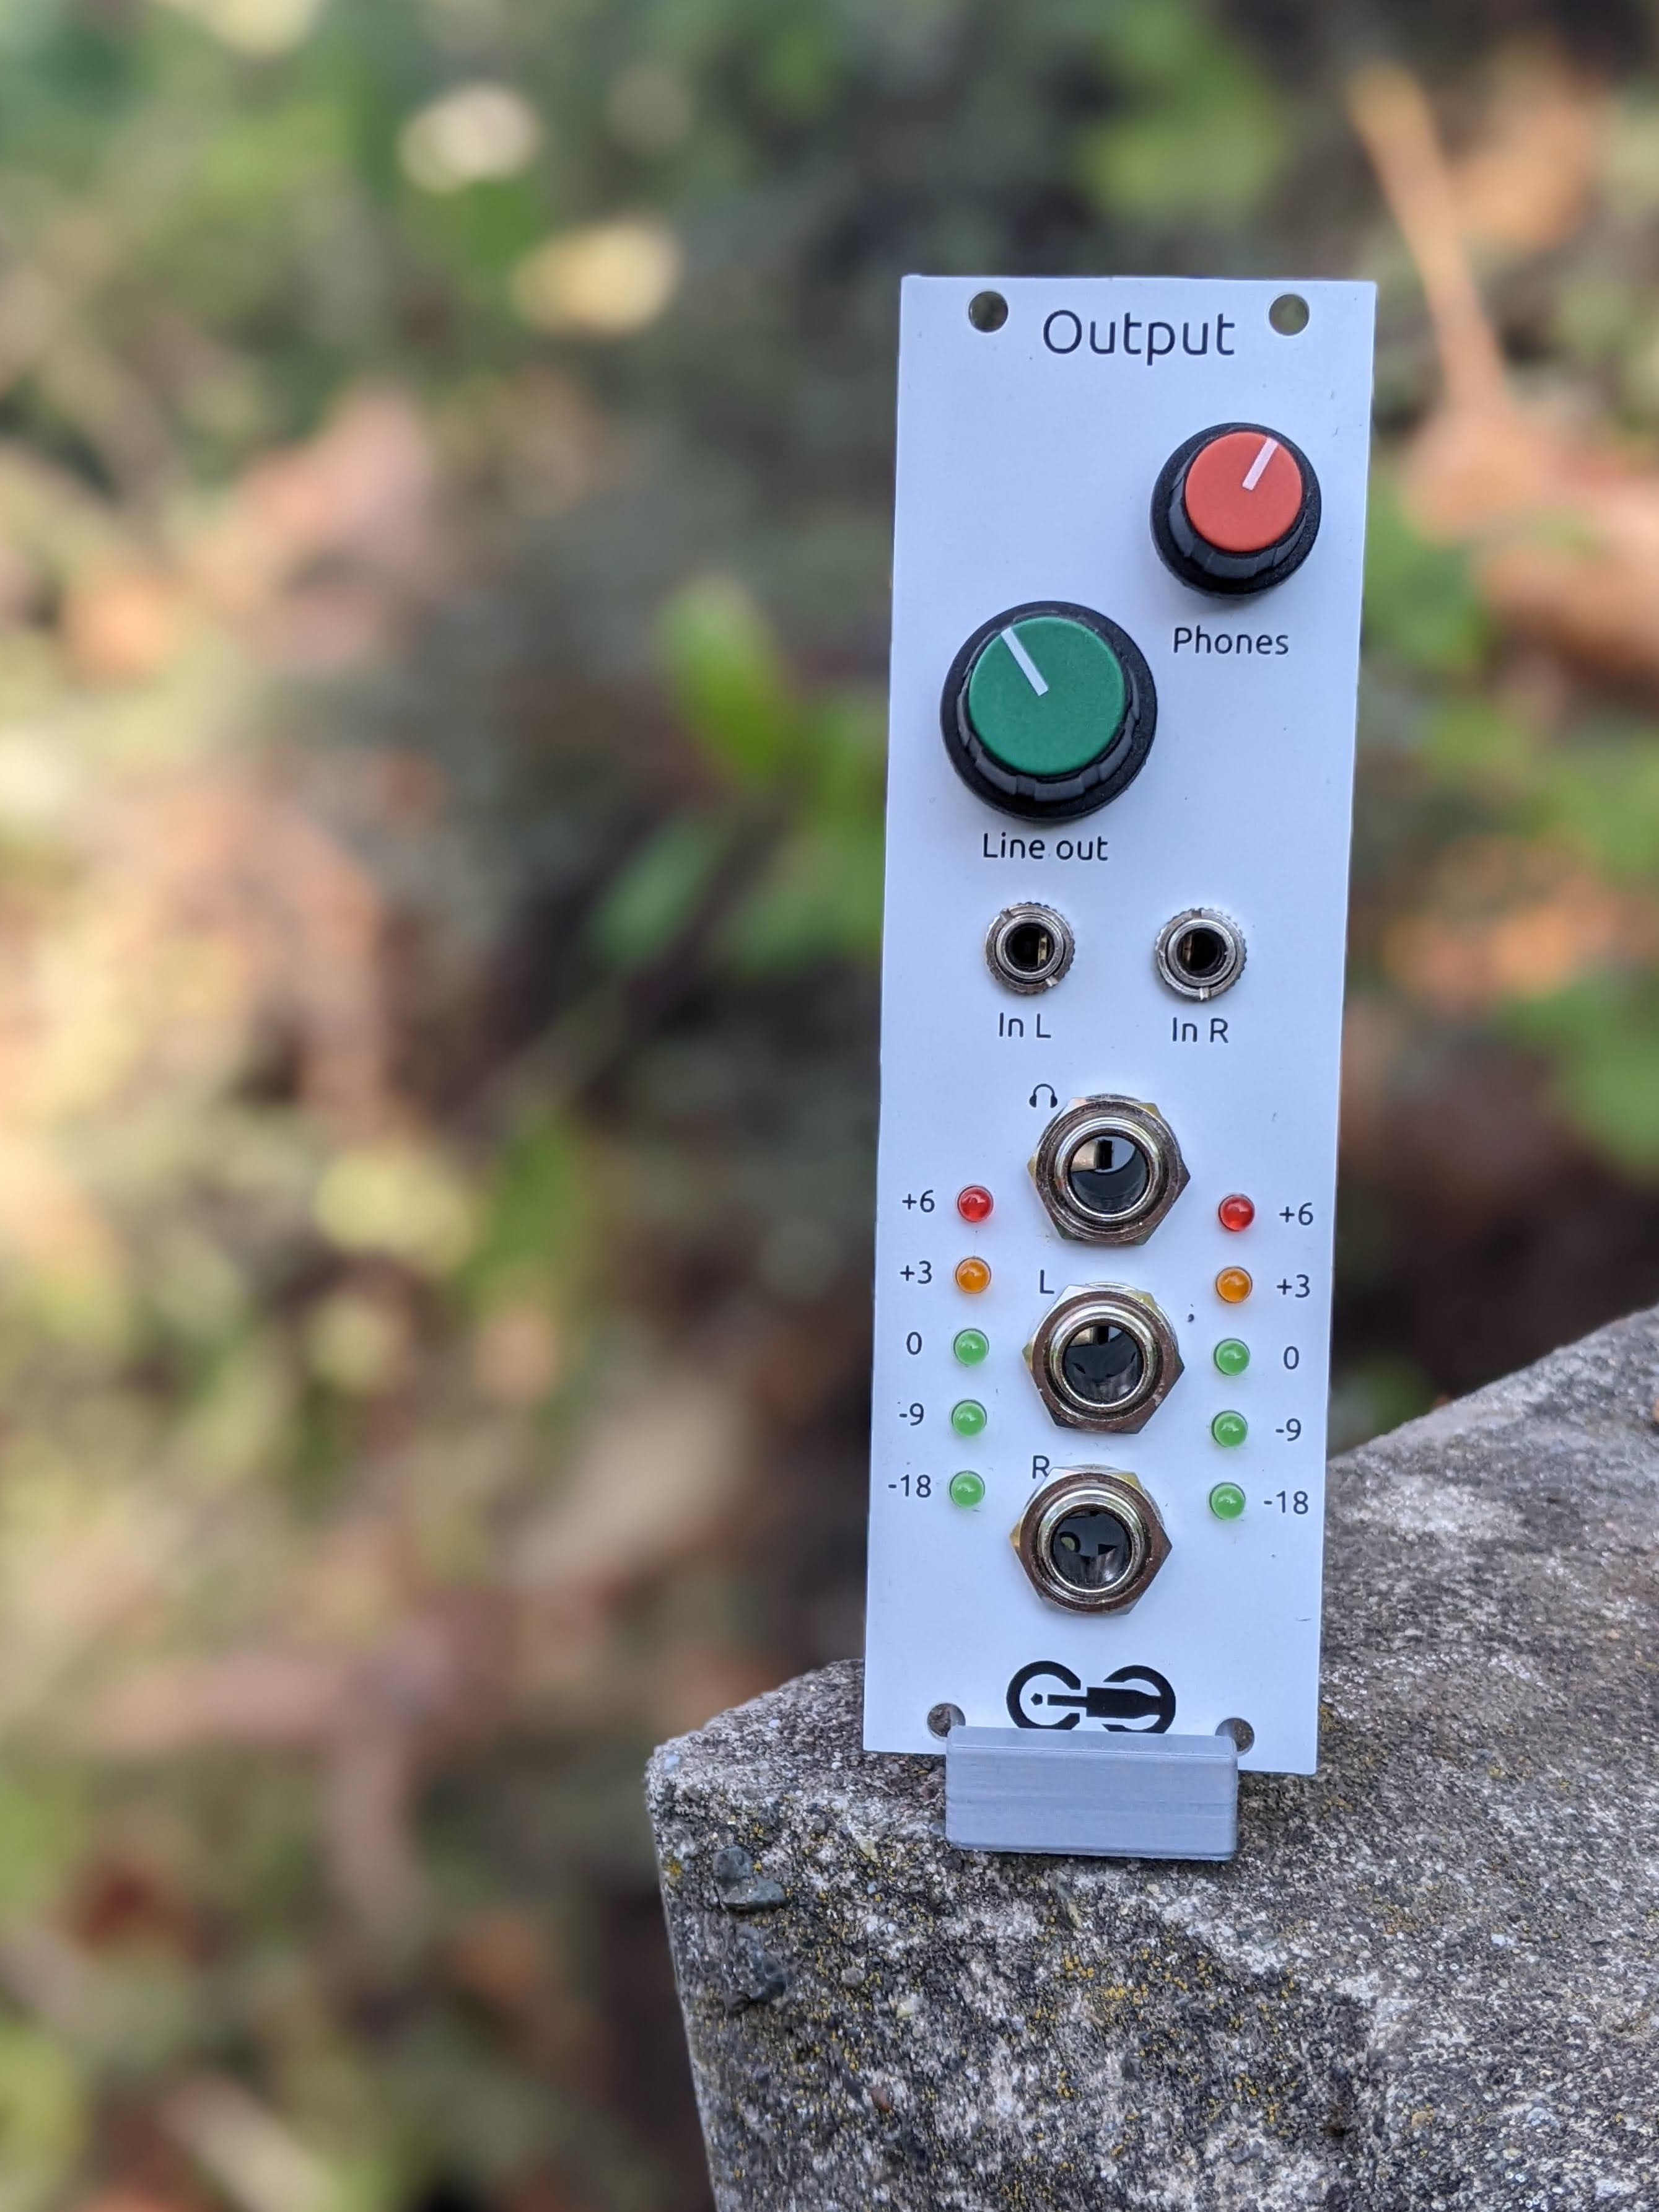 Output
Phones
Line out
In L In R
+6 +6
L
+3 +3
0 0
-9 -9
R
-18 -18